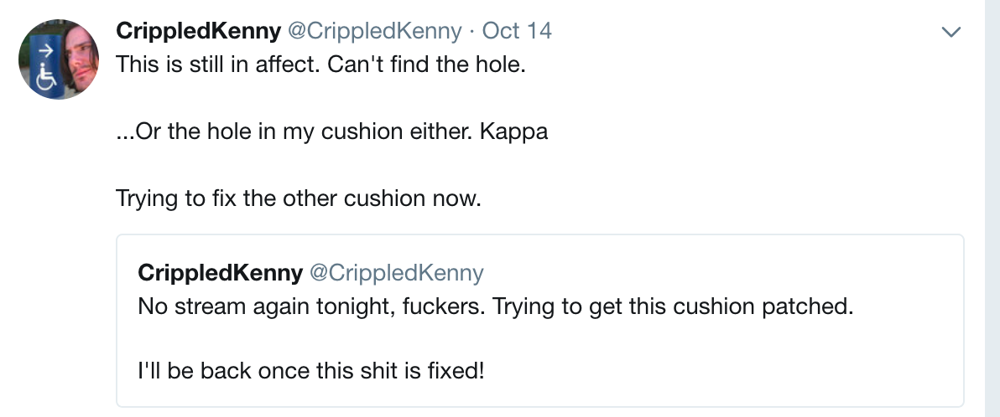 CrippledKenny @CrippledKenny · Oct 14
This is still in affect. Can't find the hole.
...Or the hole in my cushion either. Kappa
Trying to fix the other cushion now.
CrippledKenny @CrippledKenny
No stream again tonight, fuckers. Trying to get this cushion patched.
I'll be back once this shit is fixed!